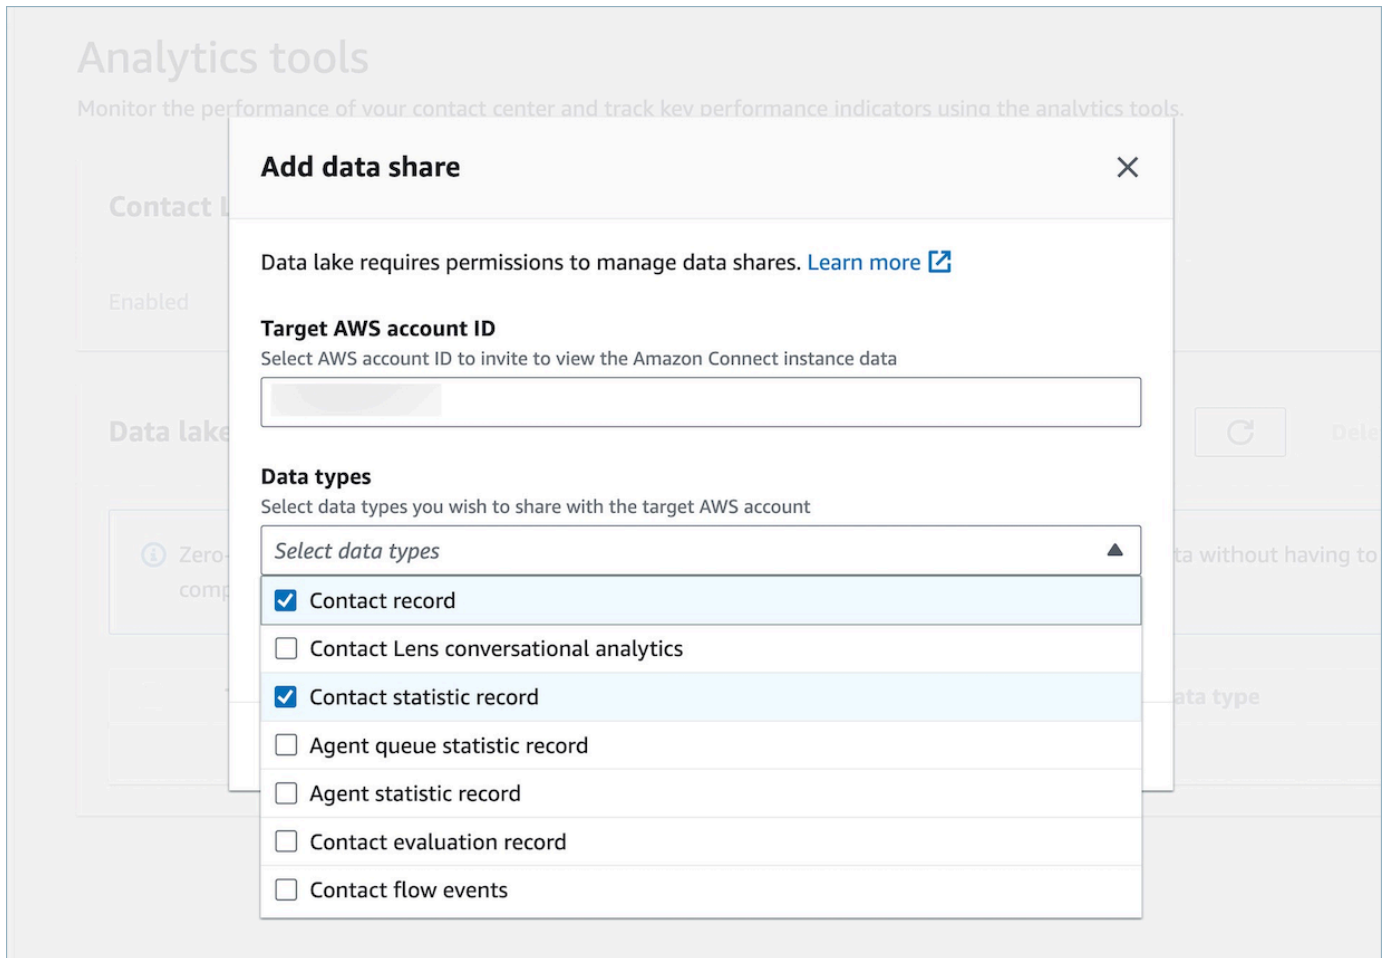 Analytics tools
Monitor the performance of your contact center and track key performance indicators using the analytics tools.
Add data share
Contact
Data lake requires permissions to manage data shares. Learn more
Enabled
Target AWS account ID
Select AWS account ID to invite to view the Amazon Connect instance data
Data lake
Data types
Select data types you wish to share with the target AWS account
Select data types
without having to
Contact record
Contact Lens conversational analytics
Contact statistic record
type
Agent queue statistic record
Agent statistic record
Contact evaluation record
Contact flow events